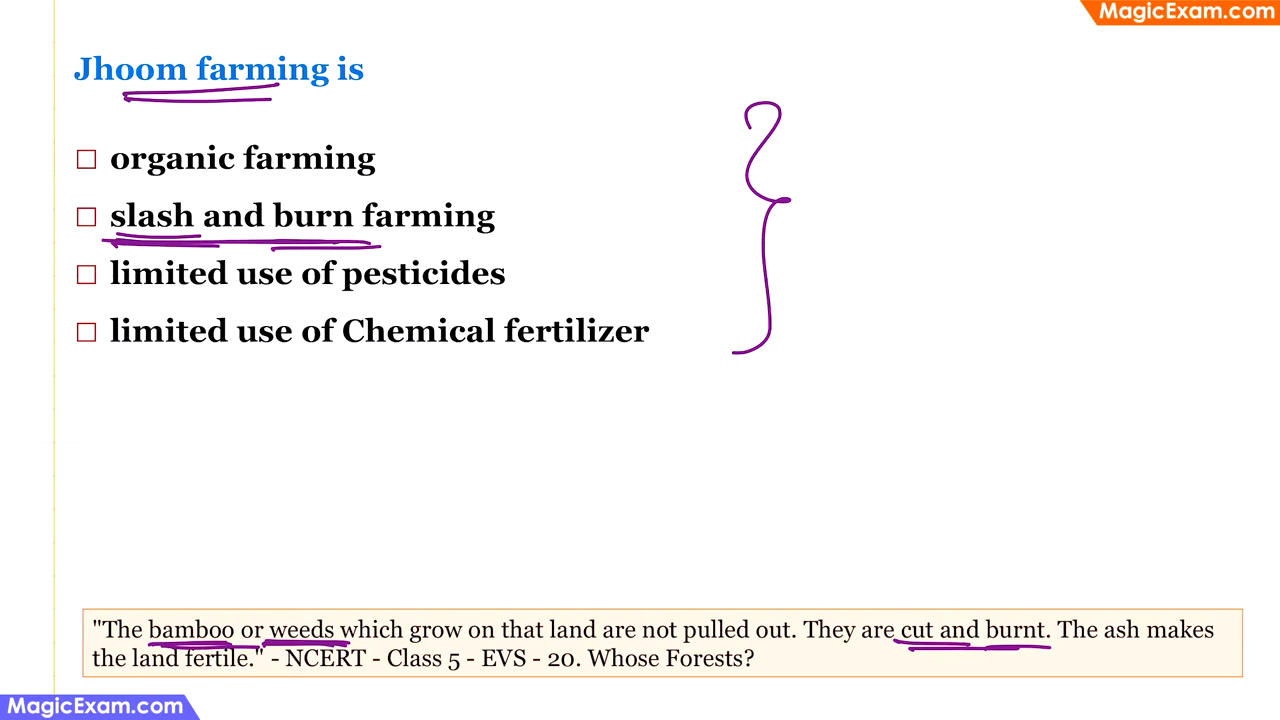 MagicExam.com
Jhoom farming is
organic farming
slash and burn farming
limited use of pesticides
limited use of Chemical fertilizer
"The bamboo or weeds which grow on that land are not pulled out. They are cut and burnt. The ash makes
the land fertile." - NCERT - Class 5 - EVS - 20. Whose Forests?
MagicExam.com